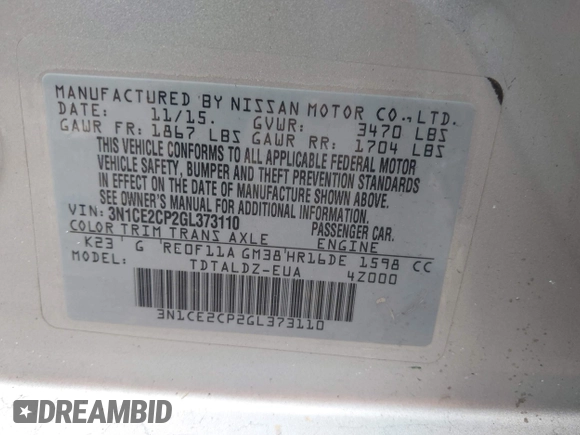 MANUFACTURED BY NISSAN MOTOR CO.,LTD.
DATE: 11/15. GVWR: 3470 LBS
GAWR FR: 1867 LBS GAWR RR: 1704 LBS
THIS VEHICLE CONFORMS TO ALL APPLICABLE FEDERAL MOTOR
VEHICLE SAFETY, BUMPER AND THEFT PREVENTION STANDARDS
IN EFFECT ON THE DATE OF MANUFACTURE SHOWN ABOVE.
SEE OWNER'S MANUAL FOR ADDITIONAL INFORMATION.
VIN: 3N1CE2CP2GL373110 PASSENGER CAR.
COLOR TRIM TRANS AXLE ENGINE
K23 G RE0F11A GM38 HR16DE 1598 CC
MODEL: TDTALDZ-EUA 4Z000
3N1CE2CP2GL373110
DREAMBID